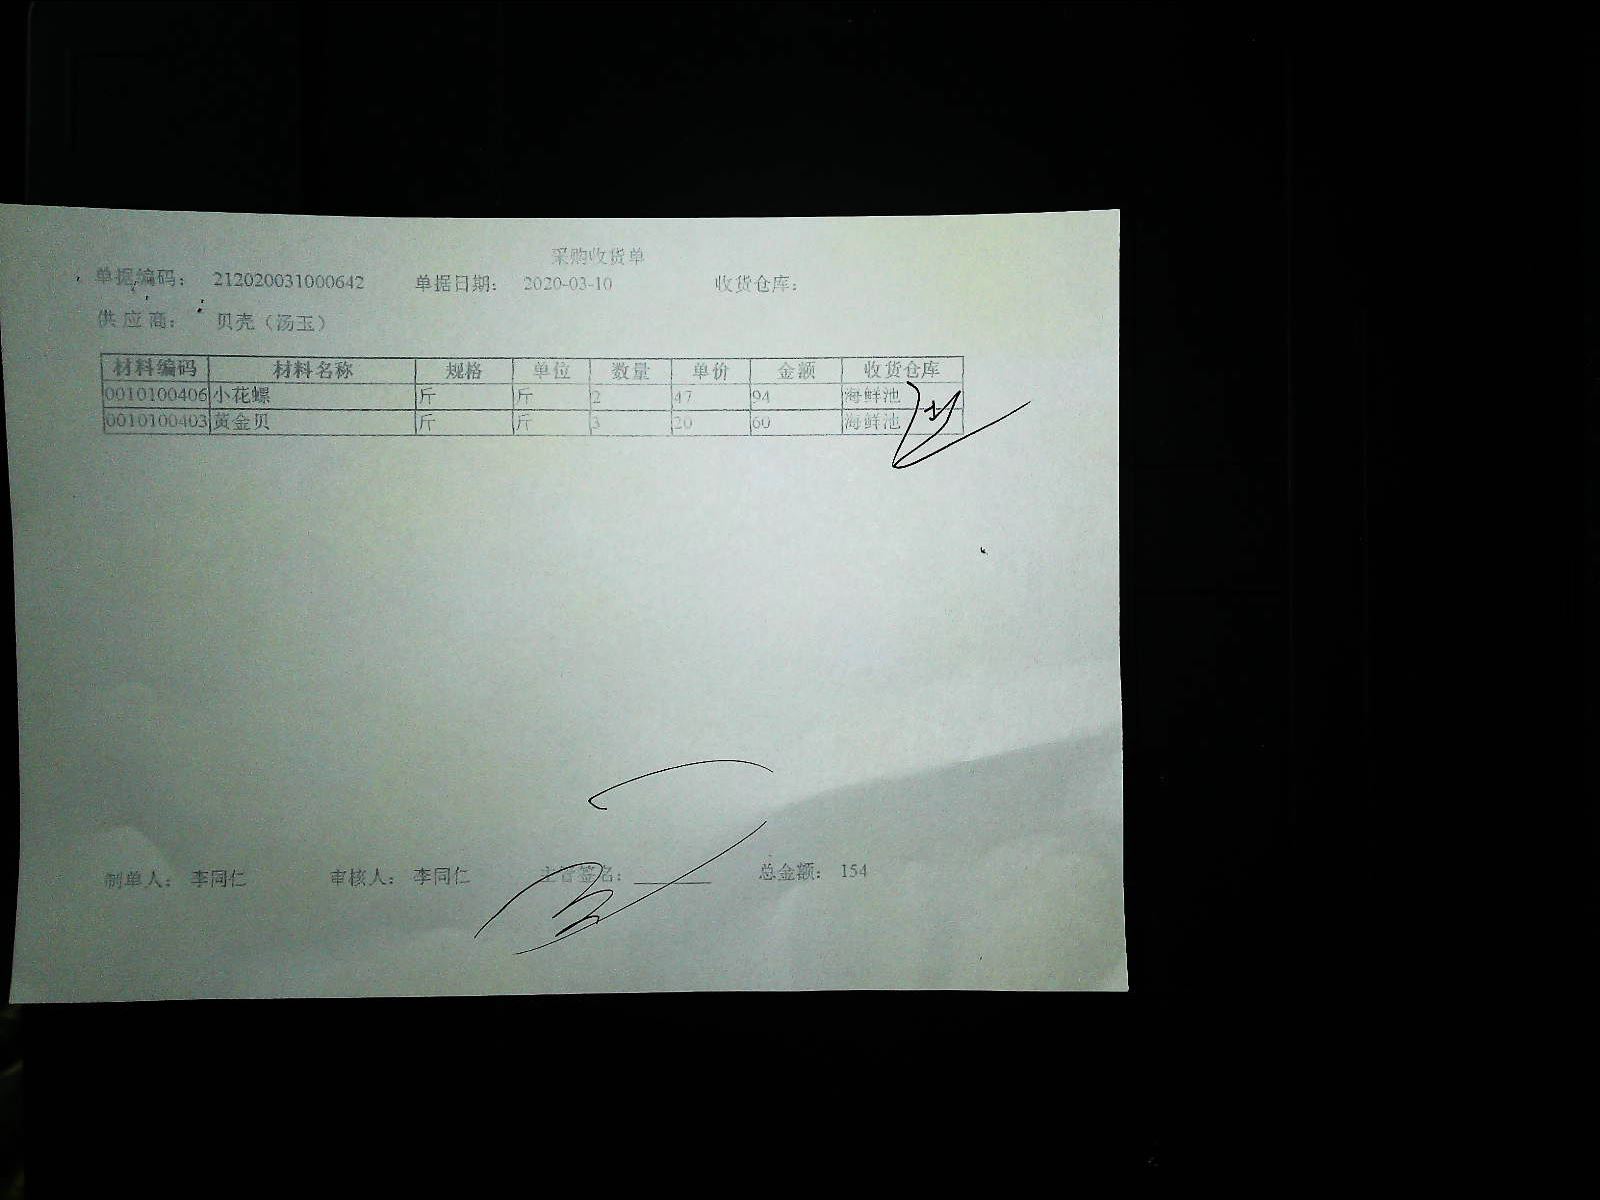 采购收货单
单据编码： 212020031000642 单据日期： 2020-03-10 收货仓库：
供应商： 贝壳（汤玉）
材料编码 材料名称 规格 单位 数量 单价 金额 收货仓库
0010100406 小花螺 斤 斤 2 47 94 海鲜池
0010100403 黄金贝 斤 斤 3 20 60 海鲜池
制单人： 李同仁 审核人： 李同仁 主管签名： 总金额： 154